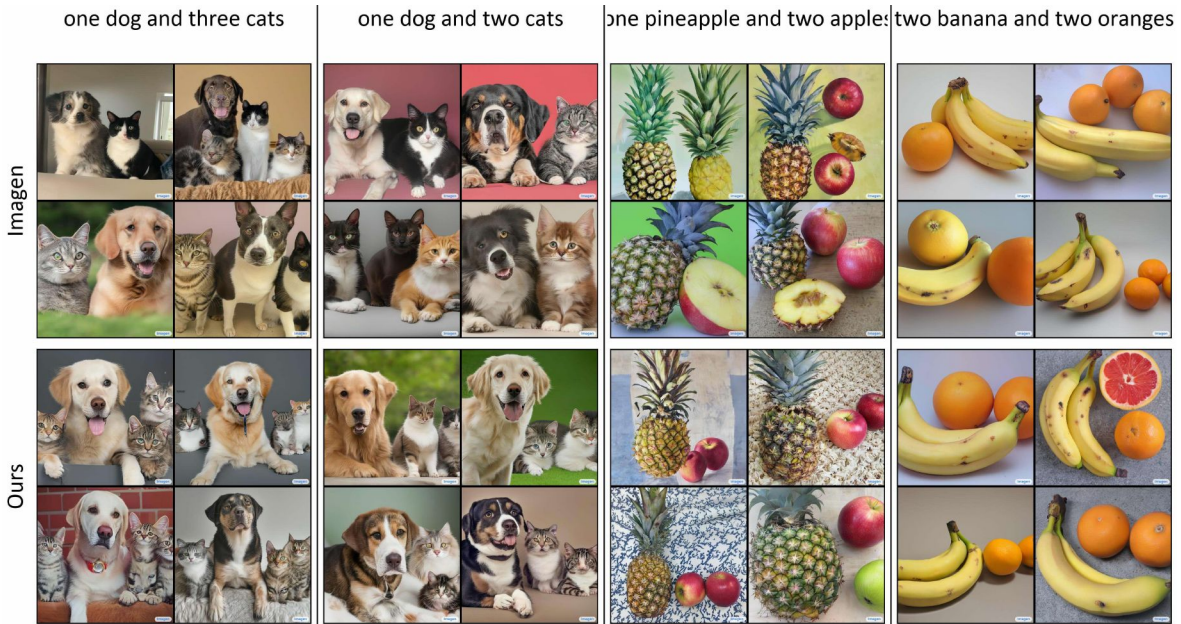 one dog and three cats
one dog and two cats
one pineapple and two apples
two banana and two oranges
Imagen
Ours